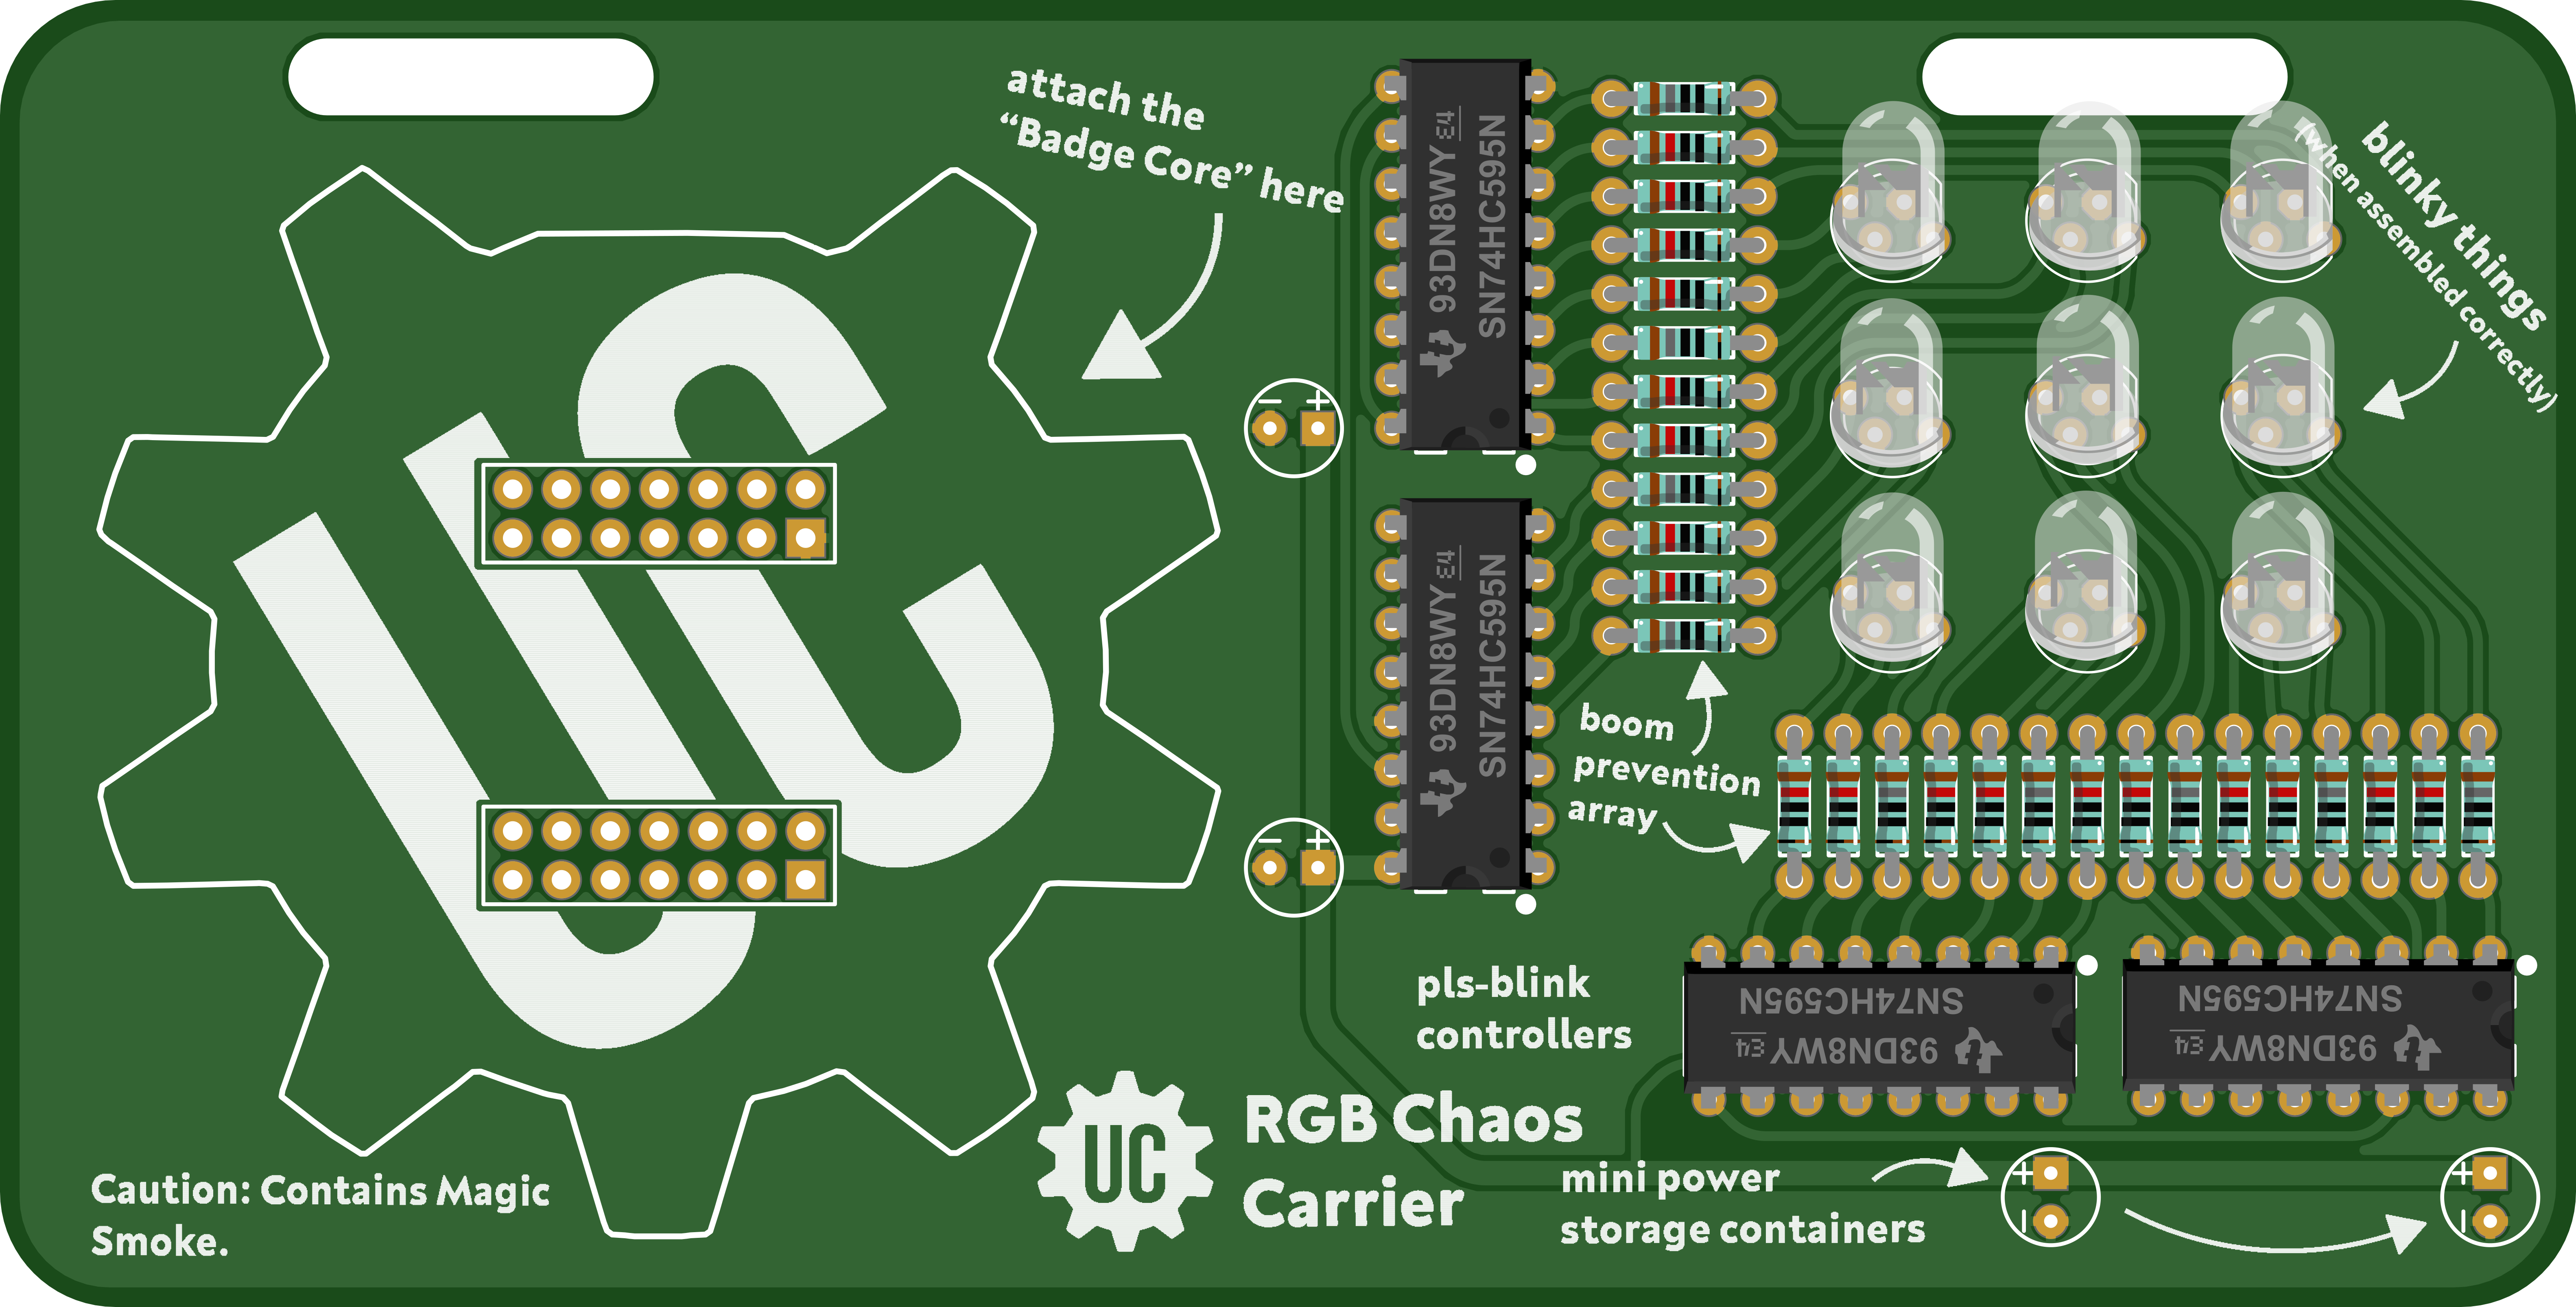 attach the
“Badge Core” here
blinky things
(when assembled correctly)
93DN8WY E4
SN74HC595N
93DN8WY E4
SN74HC595N
− +
− +
boom
prevention
array
pls-blink
controllers
SN74HC595N
93DN8WY E4
SN74HC595N
93DN8WY E4
UC
RGB Chaos
Carrier
Caution: Contains Magic
Smoke.
mini power
storage containers
+
−
+
−